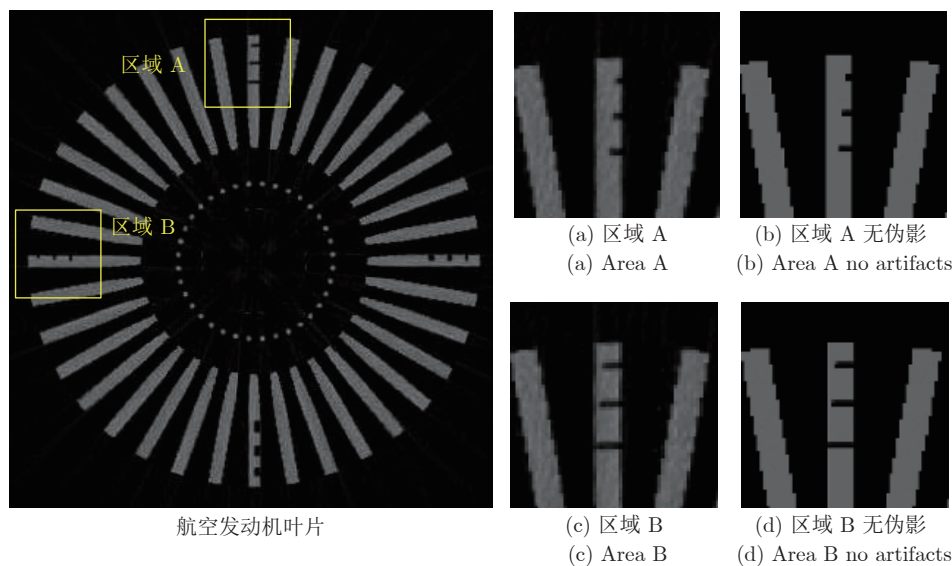 区域 A
区域 B
航空发动机叶片
(a) 区域 A
(a) Area A
(b) 区域 A 无伪影
(b) Area A no artifacts
(c) 区域 B
(c) Area B
(d) 区域 B 无伪影
(d) Area B no artifacts